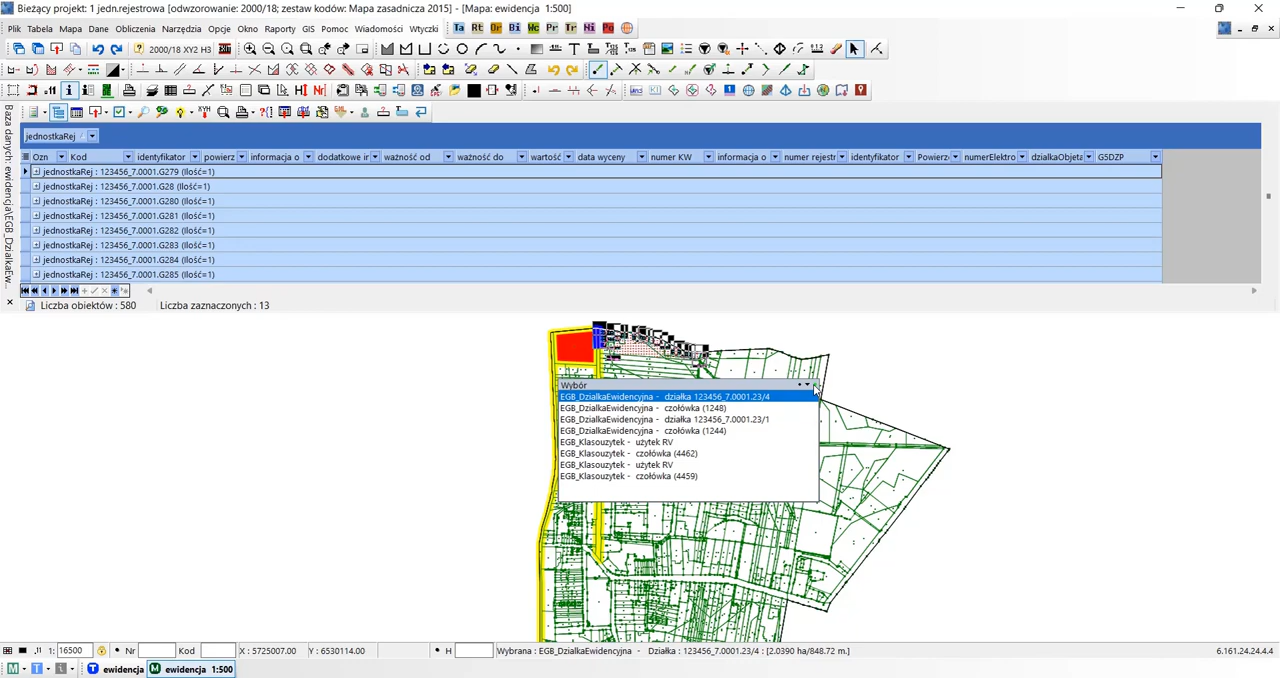 Bieżący projekt: 1 jedn.rejestrowa [odwzorowanie: 2000/18; zestaw kodów: Mapa zasadnicza 2015] - [Mapa: ewidencja 1:500]
Plik Tabela Mapa Dane Obliczenia Narzędzia Opcje Okno Raporty GIS Pomoc Wiadomości Wtyczki
2000/18 XY2 H3
jednostkaRej
Ozn Kod identyfikator powierz informacja o dodatkowe ir ważność od ważność do wartość data wyceny numer KW informacja o numer rejestr identyfikator Powierz numerElektro dzialkaObjeta G5DZP
jednostkaRej : 123456_7.0001.G279 (Ilość=1)
jednostkaRej : 123456_7.0001.G28 (Ilość=1)
jednostkaRej : 123456_7.0001.G280 (Ilość=1)
jednostkaRej : 123456_7.0001.G281 (Ilość=1)
jednostkaRej : 123456_7.0001.G282 (Ilość=1)
jednostkaRej : 123456_7.0001.G283 (Ilość=1)
jednostkaRej : 123456_7.0001.G284 (Ilość=1)
jednostkaRej : 123456_7.0001.G285 (Ilość=1)
Baza danych: ewidencja\EGB_DzialkaEw...
Liczba obiektów : 580 Liczba zaznaczonych : 13
Wybór
EGB_DzialkaEwidencyjna - działka 123456_7.0001.23/4
EGB_DzialkaEwidencyjna - czołówka (1248)
EGB_DzialkaEwidencyjna - działka 123456_7.0001.23/1
EGB_DzialkaEwidencyjna - czołówka (1244)
EGB_Klasouzytek - użytek RV
EGB_Klasouzytek - czołówka (4462)
EGB_Klasouzytek - użytek RV
EGB_Klasouzytek - czołówka (4459)
1: 16500 Nr Kod X : 5725007.00 Y : 6530114.00 H Wybrana : EGB_DzialkaEwidencyjna - Działka : 123456_7.0001.23/4 : [2.0390 ha/848.72 m.] 6.161.24.24.4.4
M T i T ewidencja M ewidencja 1:500